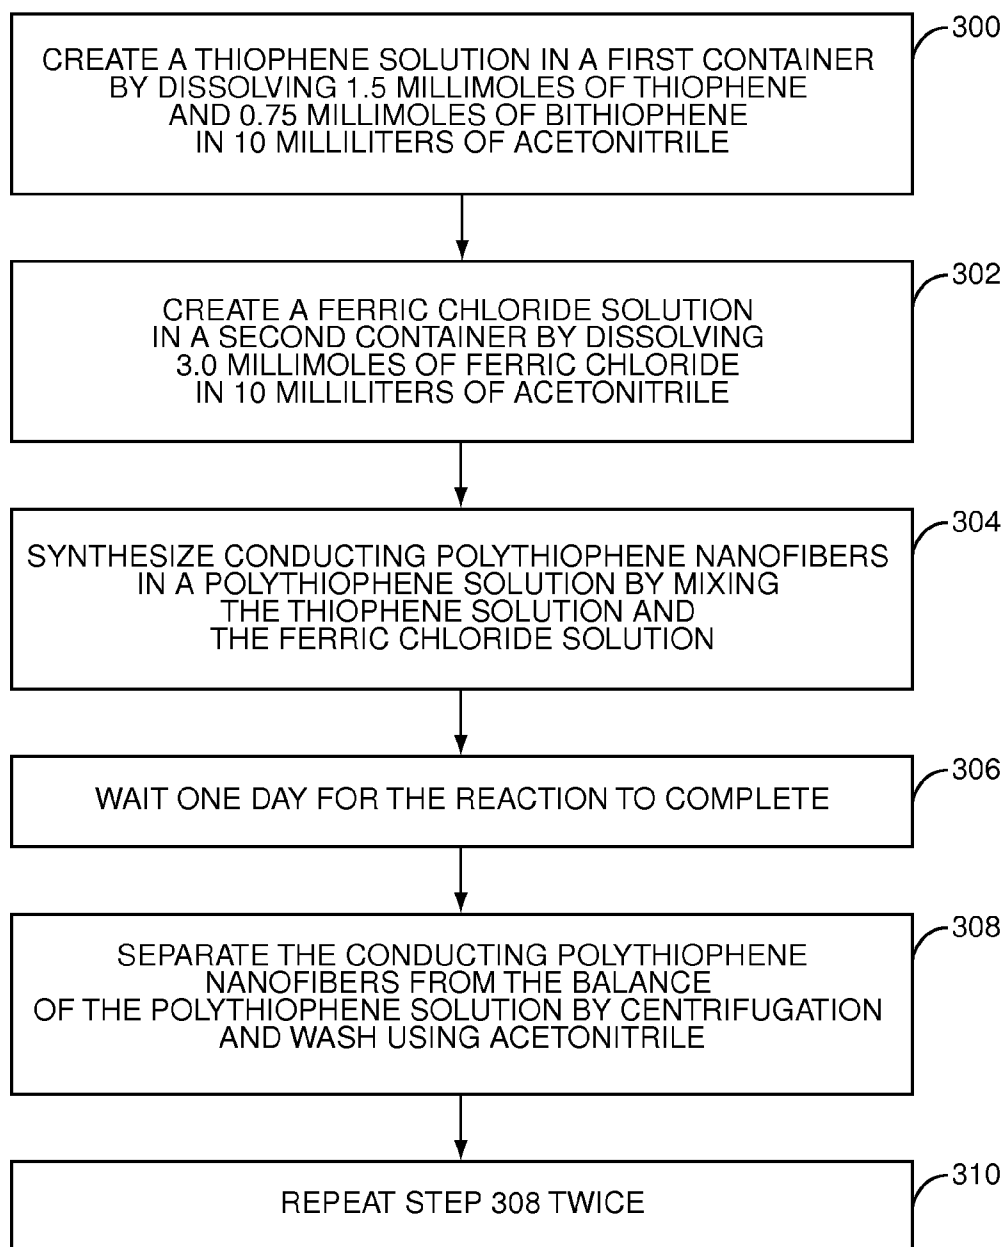 300
CREATE A THIOPHENE SOLUTION IN A FIRST CONTAINER
BY DISSOLVING 1.5 MILLIMOLES OF THIOPHENE
AND 0.75 MILLIMOLES OF BITHIOPHENE
IN 10 MILLILITERS OF ACETONITRILE
302
CREATE A FERRIC CHLORIDE SOLUTION
IN A SECOND CONTAINER BY DISSOLVING
3.0 MILLIMOLES OF FERRIC CHLORIDE
IN 10 MILLILITERS OF ACETONITRILE
304
SYNTHESIZE CONDUCTING POLYTHIOPHENE NANOFIBERS
IN A POLYTHIOPHENE SOLUTION BY MIXING
THE THIOPHENE SOLUTION AND
THE FERRIC CHLORIDE SOLUTION
306
WAIT ONE DAY FOR THE REACTION TO COMPLETE
308
SEPARATE THE CONDUCTING POLYTHIOPHENE
NANOFIBERS FROM THE BALANCE
OF THE POLYTHIOPHENE SOLUTION BY CENTRIFUGATION
AND WASH USING ACETONITRILE
310
REPEAT STEP 308 TWICE